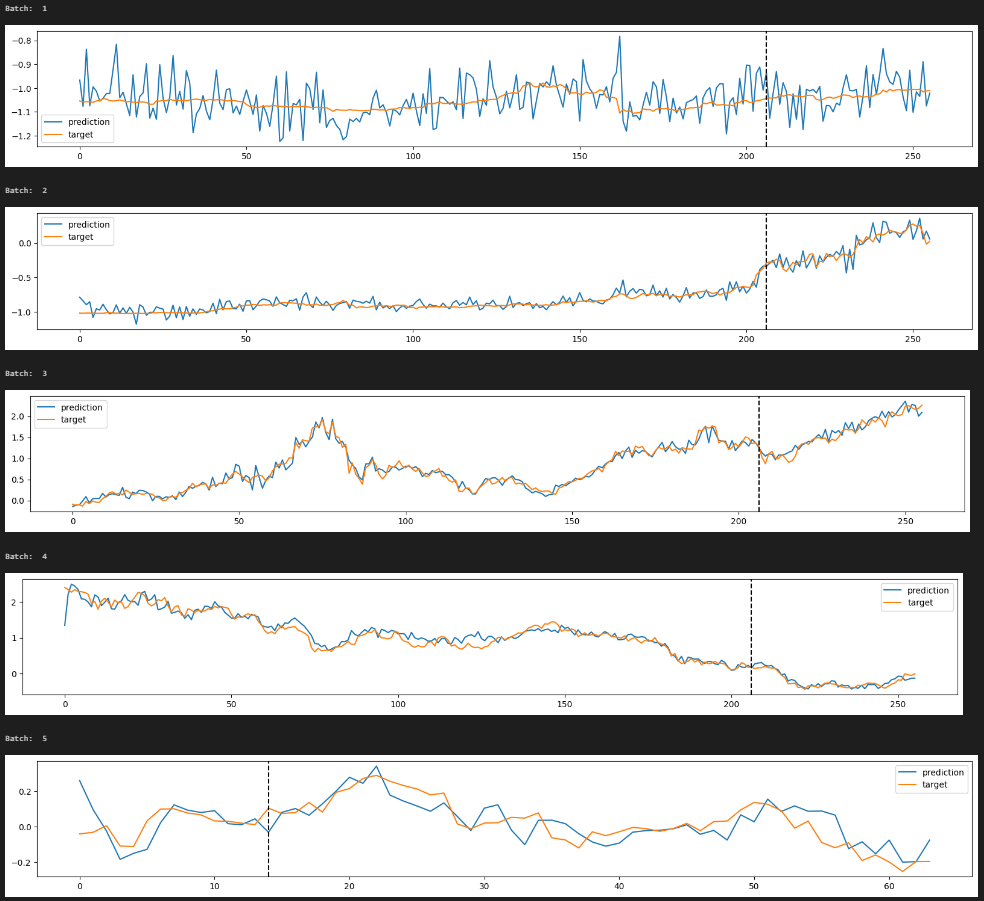 Batch:  1
−0.8
−0.9
−1.0
−1.1
−1.2
prediction
target
0 50 100 150 200 250
Batch:  2
prediction
target
0.0
−0.5
−1.0
0 50 100 150 200 250
Batch:  3
prediction
target
2.0
1.5
1.0
0.5
0.0
0 50 100 150 200 250
Batch:  4
prediction
target
2
1
0
0 50 100 150 200 250
Batch:  5
prediction
target
0.2
0.0
−0.2
0 10 20 30 40 50 60